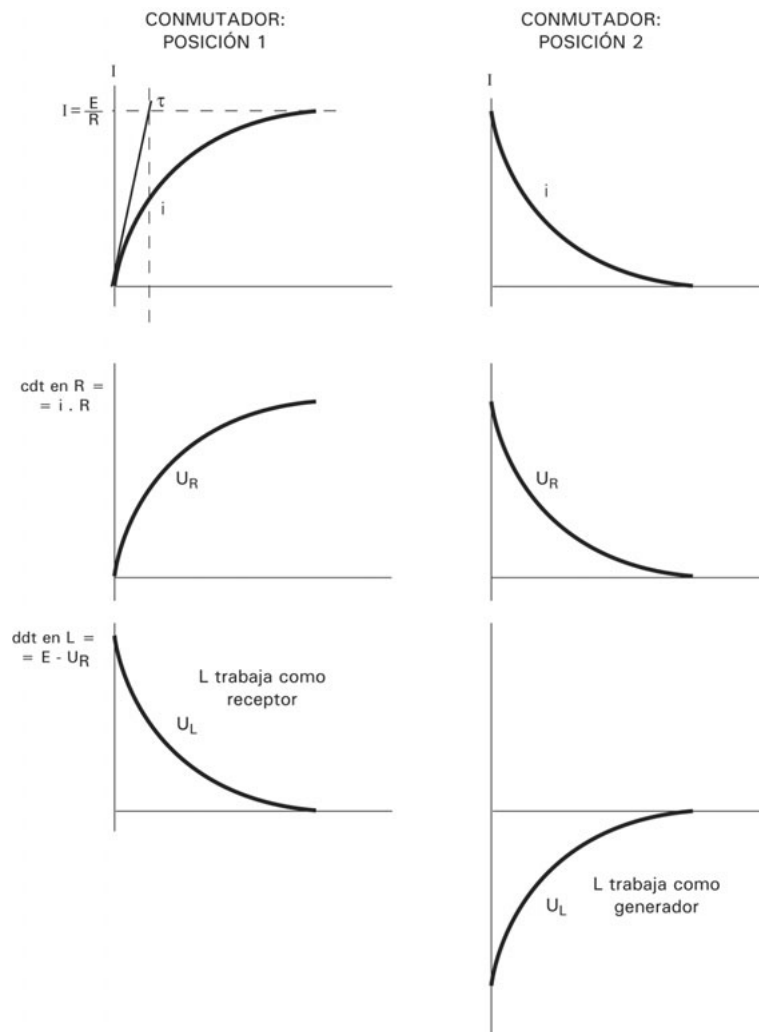 CONMUTADOR:
POSICIÓN 1
CONMUTADOR:
POSICIÓN 2
I
I = E/R
τ
i
I
i
cdt en R =
= i . R
U_R
U_R
ddt en L =
= E - U_R
L trabaja como
receptor
U_L
L trabaja como
generador
U_L